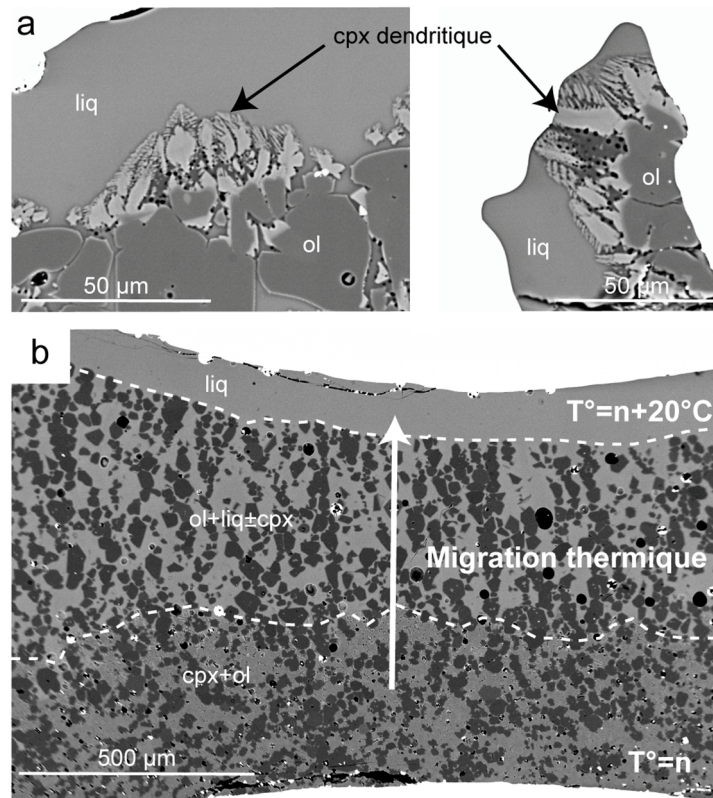 a
cpx dendritique
liq
ol
50 µm
ol
liq
50 µm
b
liq
T°=n+20°C
ol+liq±cpx
Migration thermique
cpx+ol
500 µm
T°=n